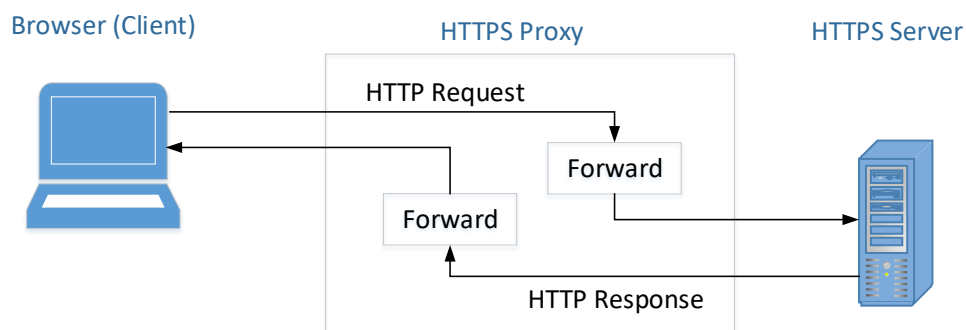 Browser (Client)
HTTPS Proxy
HTTPS Server
HTTP Request
Forward
Forward
HTTP Response